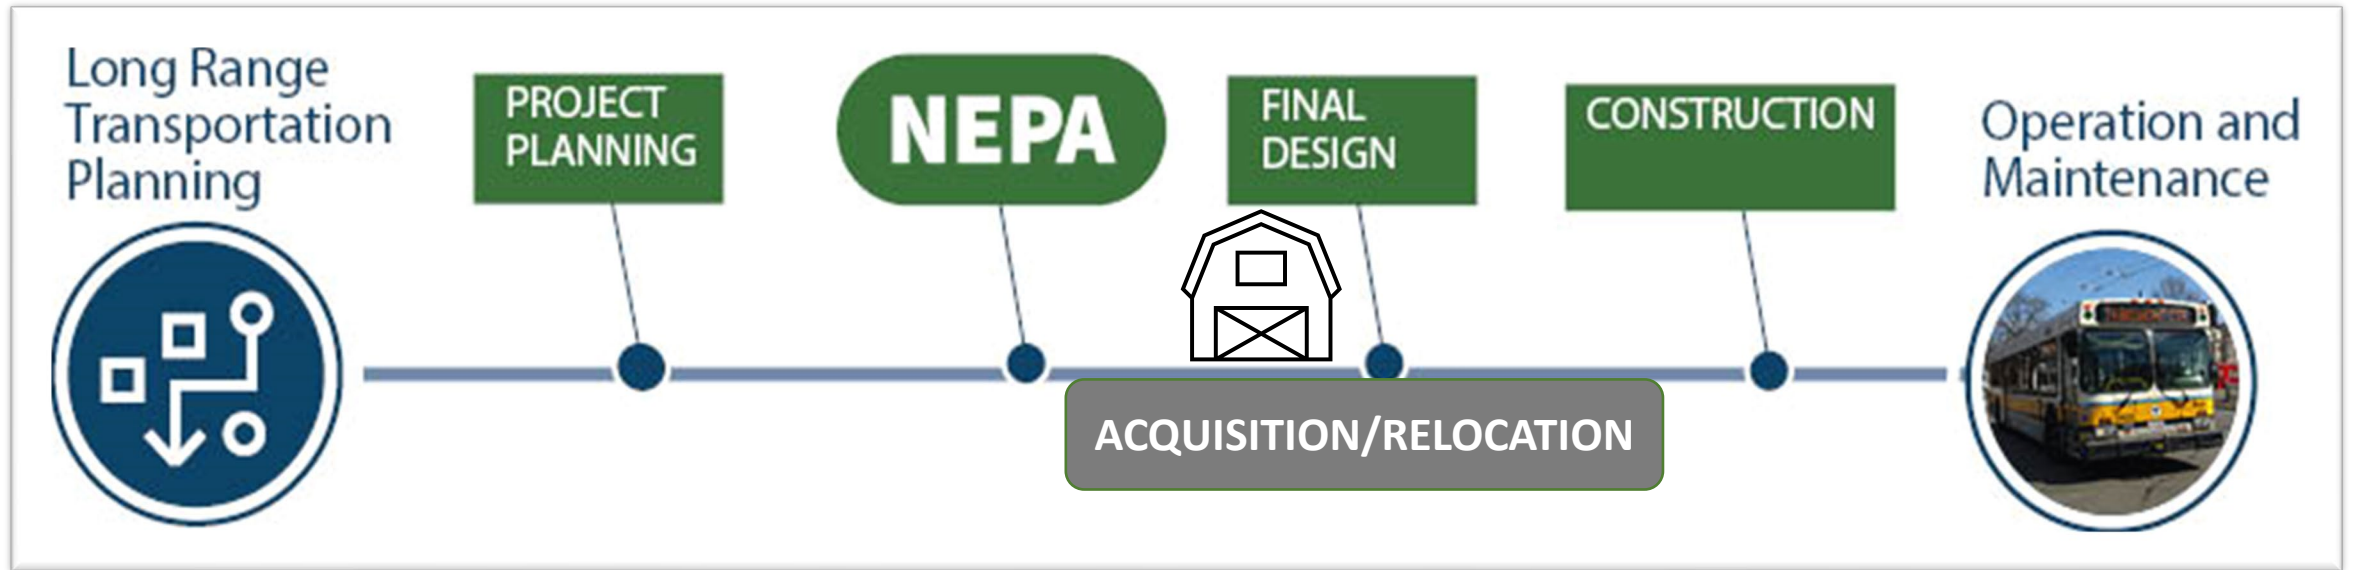 Long Range
Transportation
Planning
PROJECT
PLANNING
NEPA
FINAL
DESIGN
CONSTRUCTION
Operation and
Maintenance
ACQUISITION/RELOCATION